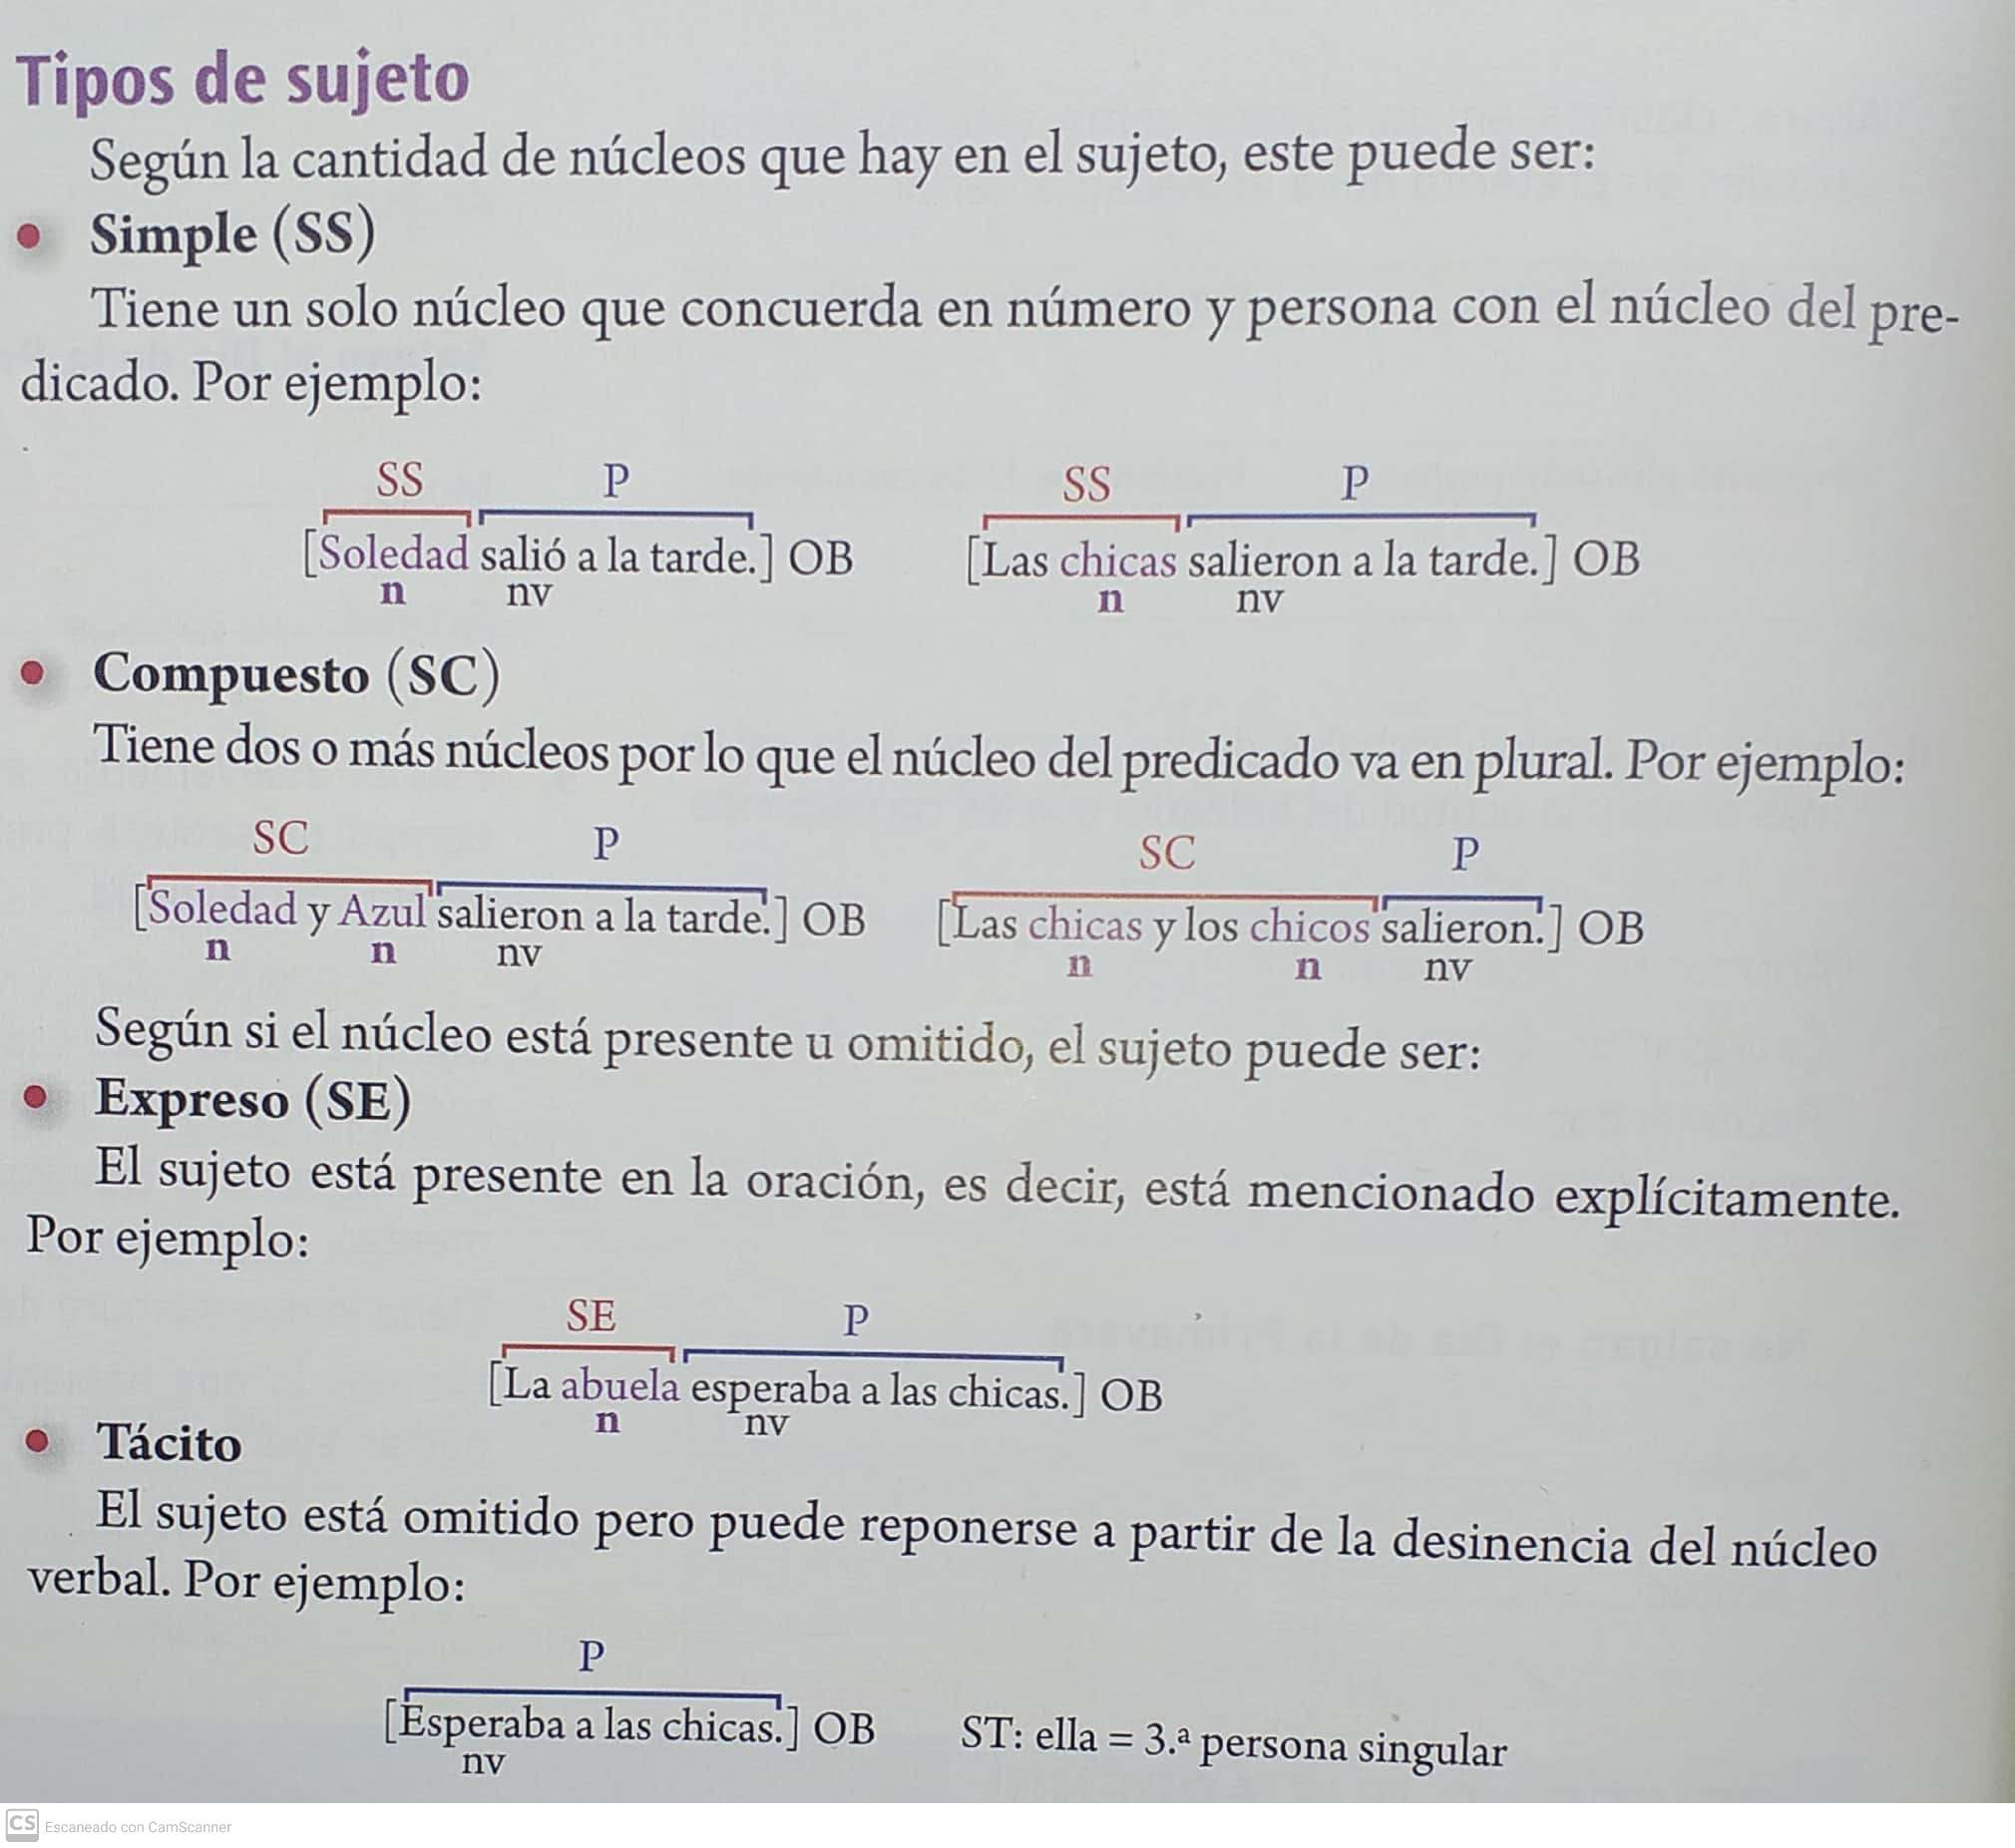 Tipos de sujeto
Según la cantidad de núcleos que hay en el sujeto, este puede ser:
• Simple (SS)
Tiene un solo núcleo que concuerda en número y persona con el núcleo del pre-
dicado. Por ejemplo:
SS P SS P
[Soledad salió a la tarde.] OB [Las chicas salieron a la tarde.] OB
n nv n nv
• Compuesto (SC)
Tiene dos o más núcleos por lo que el núcleo del predicado va en plural. Por ejemplo:
SC P SC P
[Soledad y Azul salieron a la tarde.] OB [Las chicas y los chicos salieron.] OB
n n nv n n nv
Según si el núcleo está presente u omitido, el sujeto puede ser:
• Expreso (SE)
El sujeto está presente en la oración, es decir, está mencionado explícitamente.
Por ejemplo:
SE P
[La abuela esperaba a las chicas.] OB
n nv
• Tácito
El sujeto está omitido pero puede reponerse a partir de la desinencia del núcleo
verbal. Por ejemplo:
P
[Esperaba a las chicas.] OB ST: ella = 3.ª persona singular
nv
CS Escaneado con CamScanner